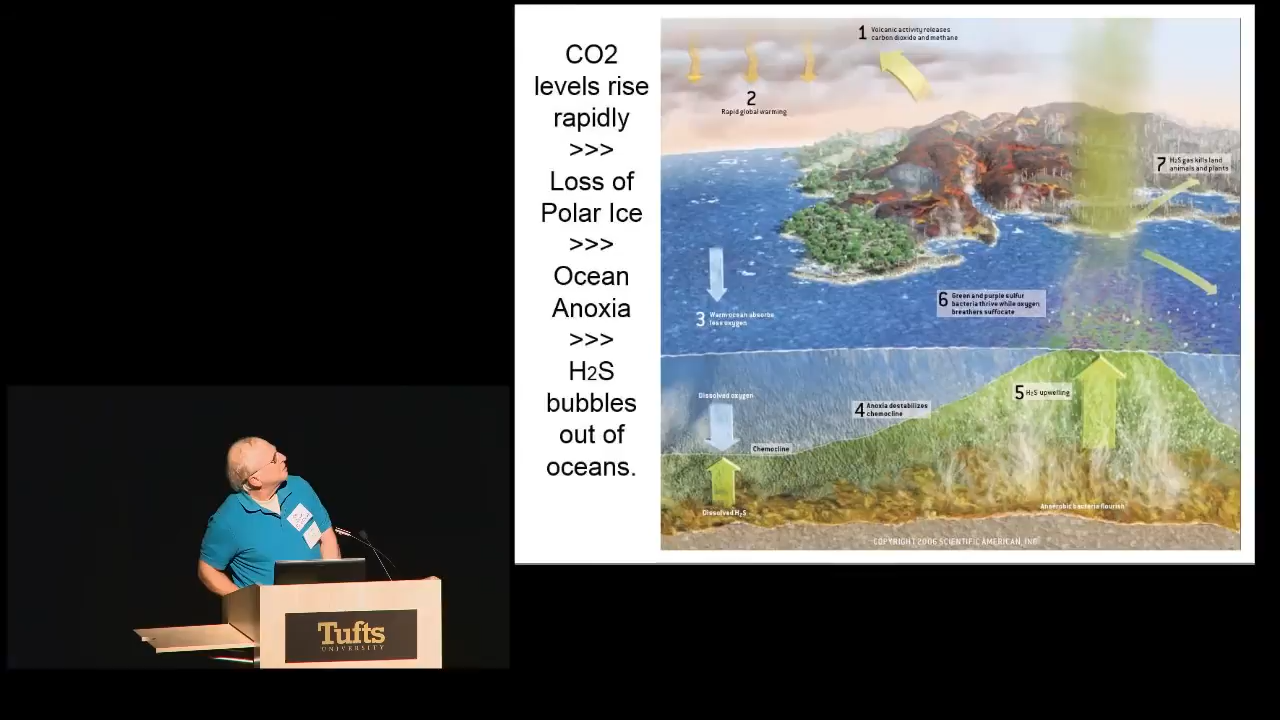 CO2
levels rise
rapidly
>>>
Loss of
Polar Ice
>>>
Ocean
Anoxia
>>>
H2S
bubbles
out of
oceans.
1 Volcanic activity releases
carbon dioxide and methane
2
Rapid global warming
7 H2S gas kills land
animals and plants
3 Warm ocean absorbs
less oxygen
6 Green and purple sulfur
bacteria thrive while oxygen
breathers suffocate
Dissolved oxygen
4 Anoxia destabilizes
chemocline
5 H2S upwelling
Chemocline
Dissolved H2S
Anaerobic bacteria flourish
COPYRIGHT 2006 SCIENTIFIC AMERICAN, INC.
Tufts
UNIVERSITY